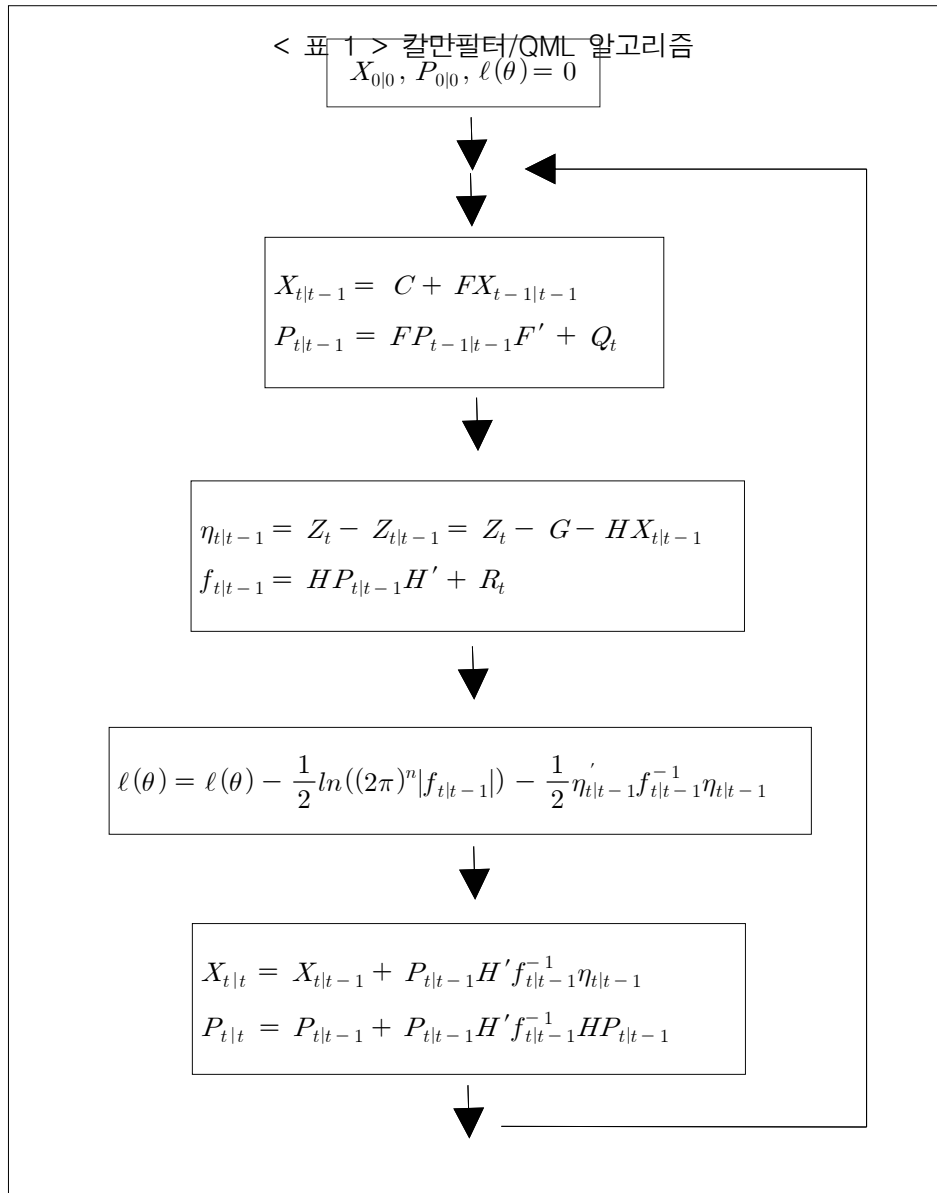 < 표 1 > 칼만필터/QML 알고리즘
X_{0|0}, P_{0|0}, ℓ(θ) = 0
X_{t|t-1} = C + FX_{t-1|t-1}
P_{t|t-1} = FP_{t-1|t-1}F′ + Q_t
η_{t|t-1} = Z_t - Z_{t|t-1} = Z_t - G - HX_{t|t-1}
f_{t|t-1} = HP_{t|t-1}H′ + R_t
ℓ(θ) = ℓ(θ) - \frac{1}{2}ln((2π)^n|f_{t|t-1}|) - \frac{1}{2}η′_{t|t-1}f^{-1}_{t|t-1}η_{t|t-1}
X_{t|t} = X_{t|t-1} + P_{t|t-1}H′f^{-1}_{t|t-1}η_{t|t-1}
P_{t|t} = P_{t|t-1} + P_{t|t-1}H′f^{-1}_{t|t-1}HP_{t|t-1}